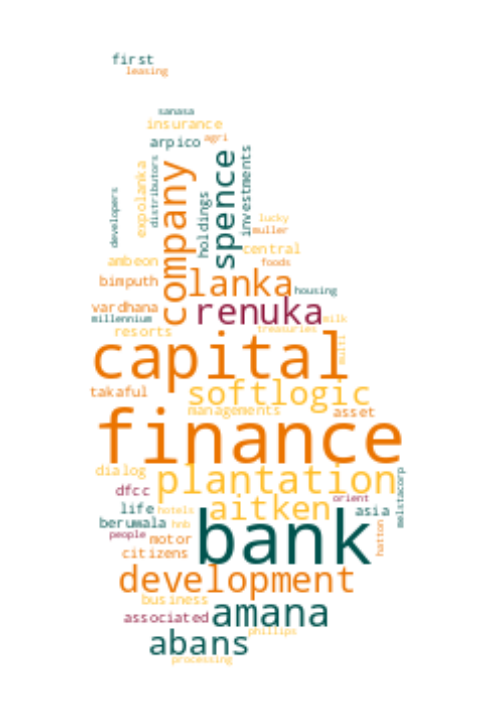 first
leasing
sanasa
insurance
agri
arpico
distributors
investments
spence
company
expolanka
developers
holdings
lucky
muller
central
ambeon
foods
lanka
bimputh
housing
renuka
vardhana
millennium
milk
treasuries
resorts
multi
capital
takaful
softlogic
managements
asset
finance
dialog
plantation
melstacorp
dfcc
orient
life
hotels
aitken
asia
berumala
hnb
bank
people
motor
hatton
citizens
development
business
amana
associated
phillips
abans
processing